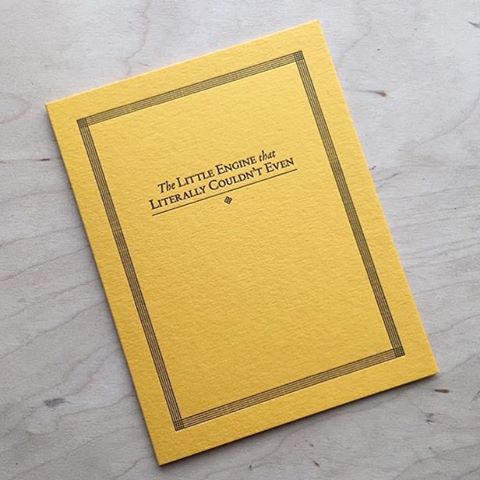 The LITTLE ENGINE that
LITERALLY COULDN'T EVEN